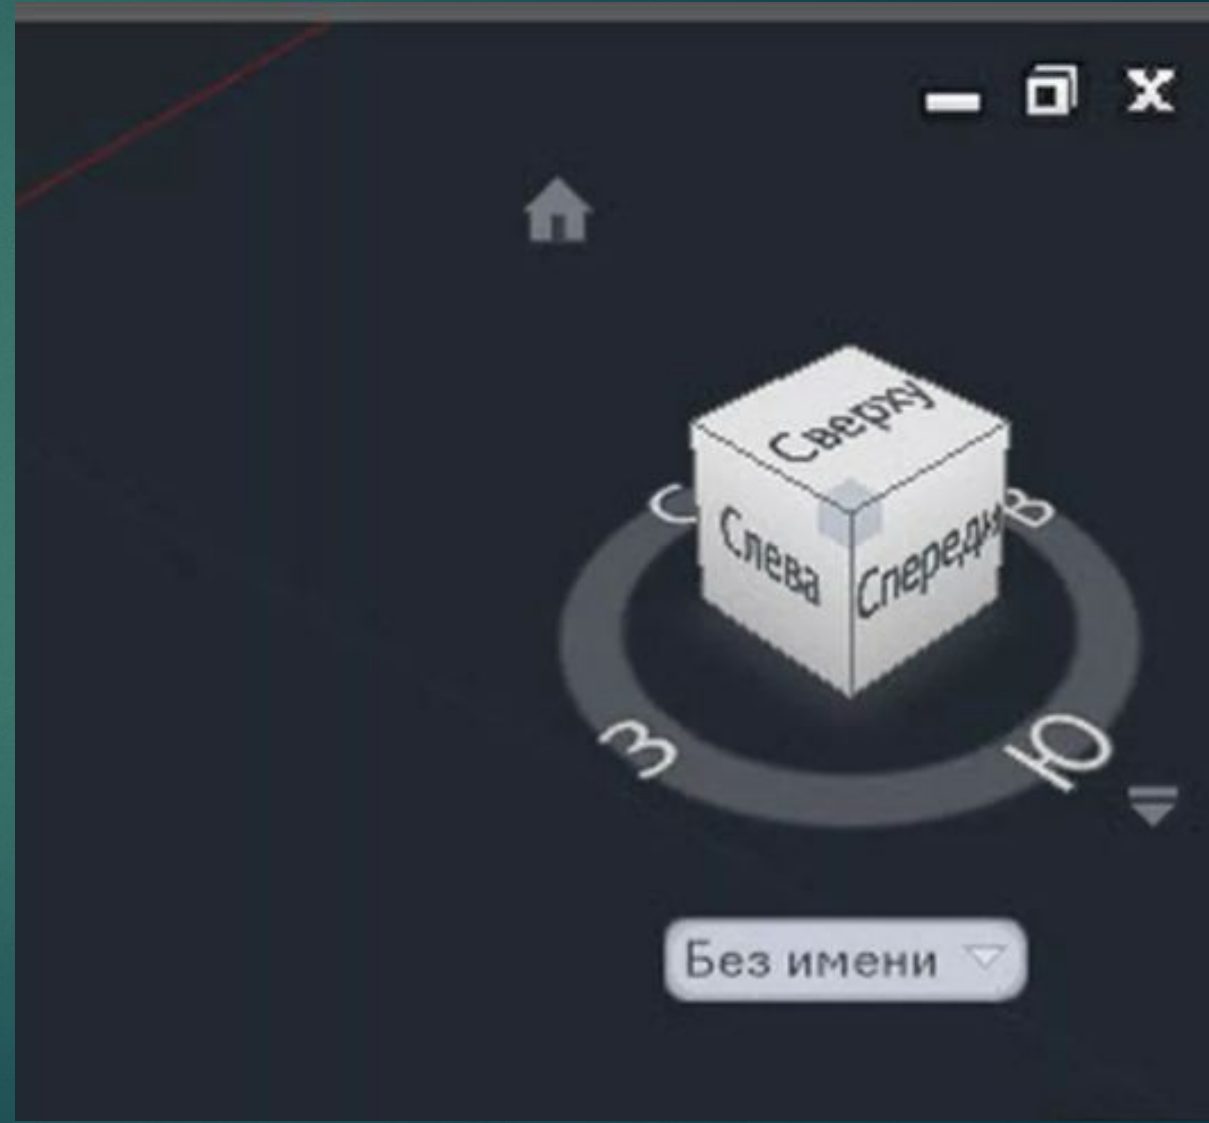 Сверху
Слева
Спереди
С
В
З
Ю
Без имени